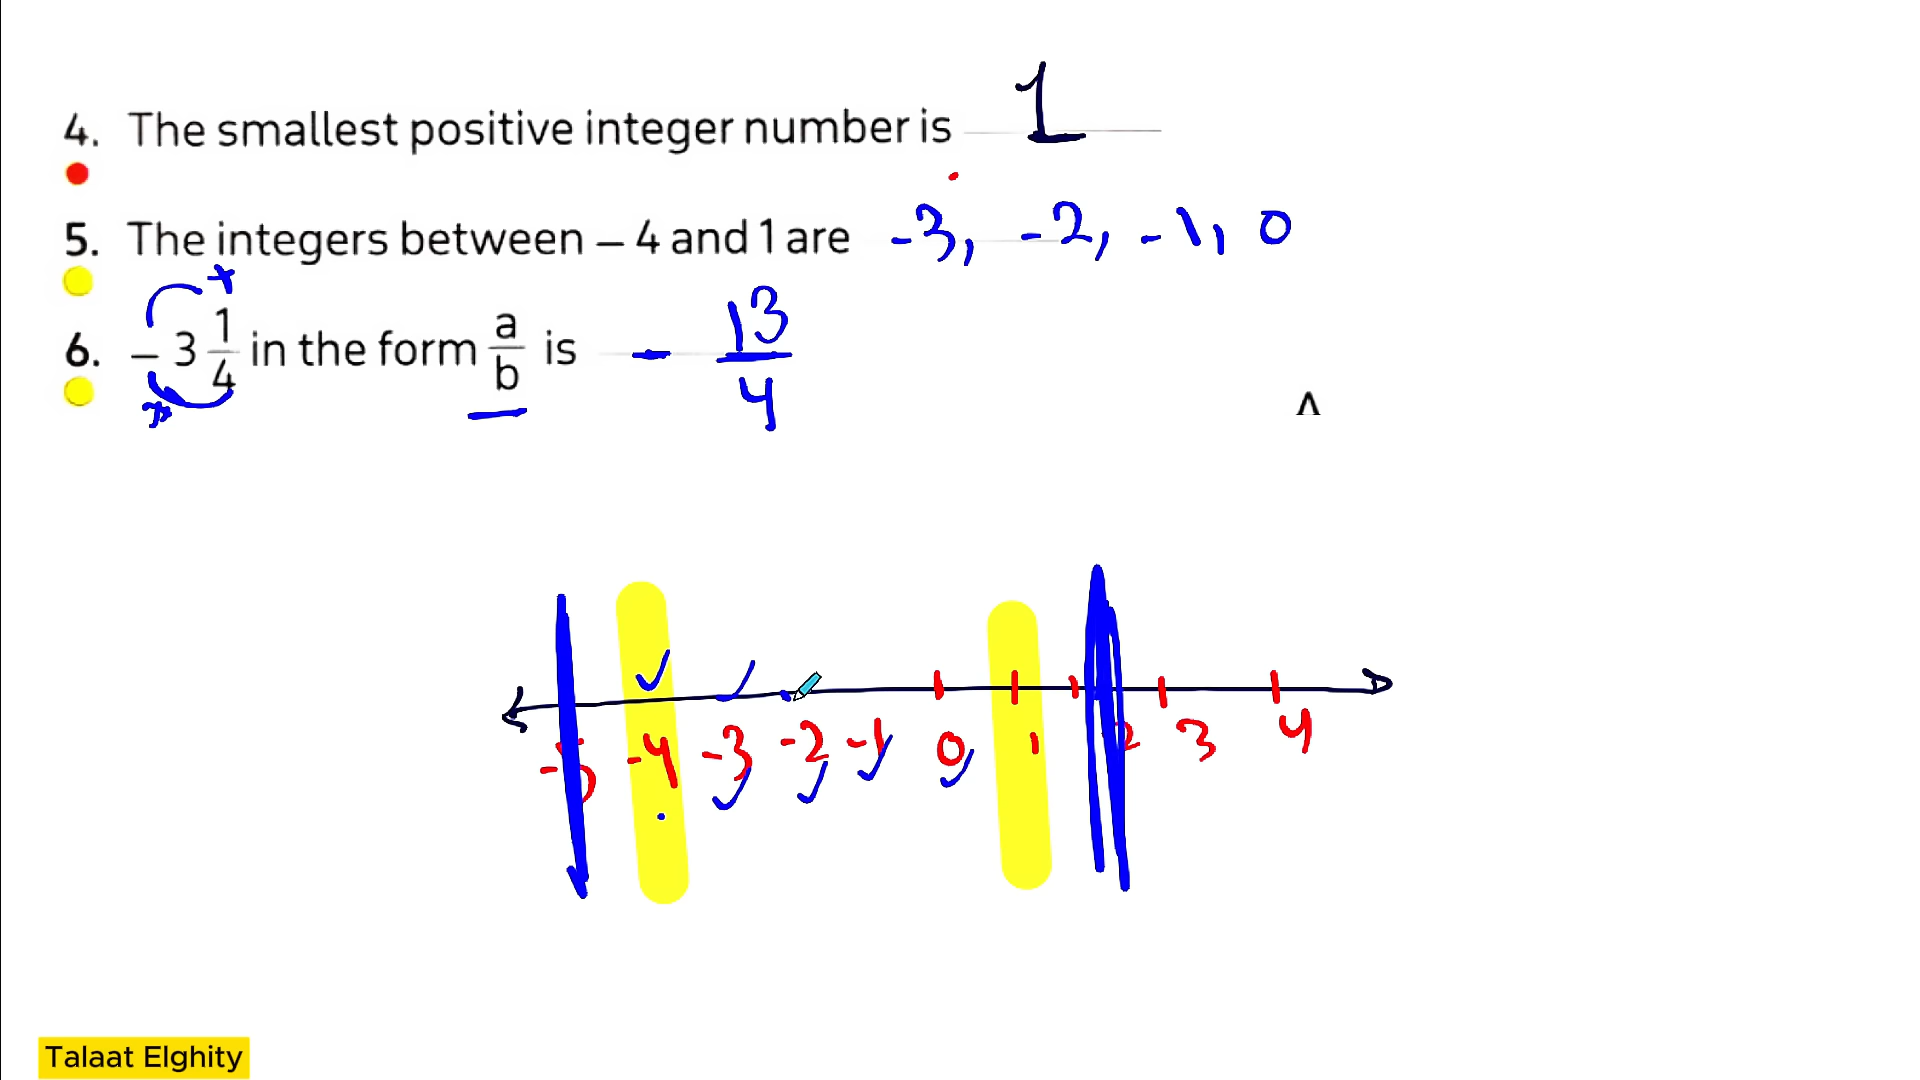 4. The smallest positive integer number is 1
5. The integers between – 4 and 1 are -3, -2, -1, 0
6. – 3 1/4 in the form a/b is - 13/4
^
-5 -4 -3 -2 -1 0 1 2 3 4
Talaat Elghity